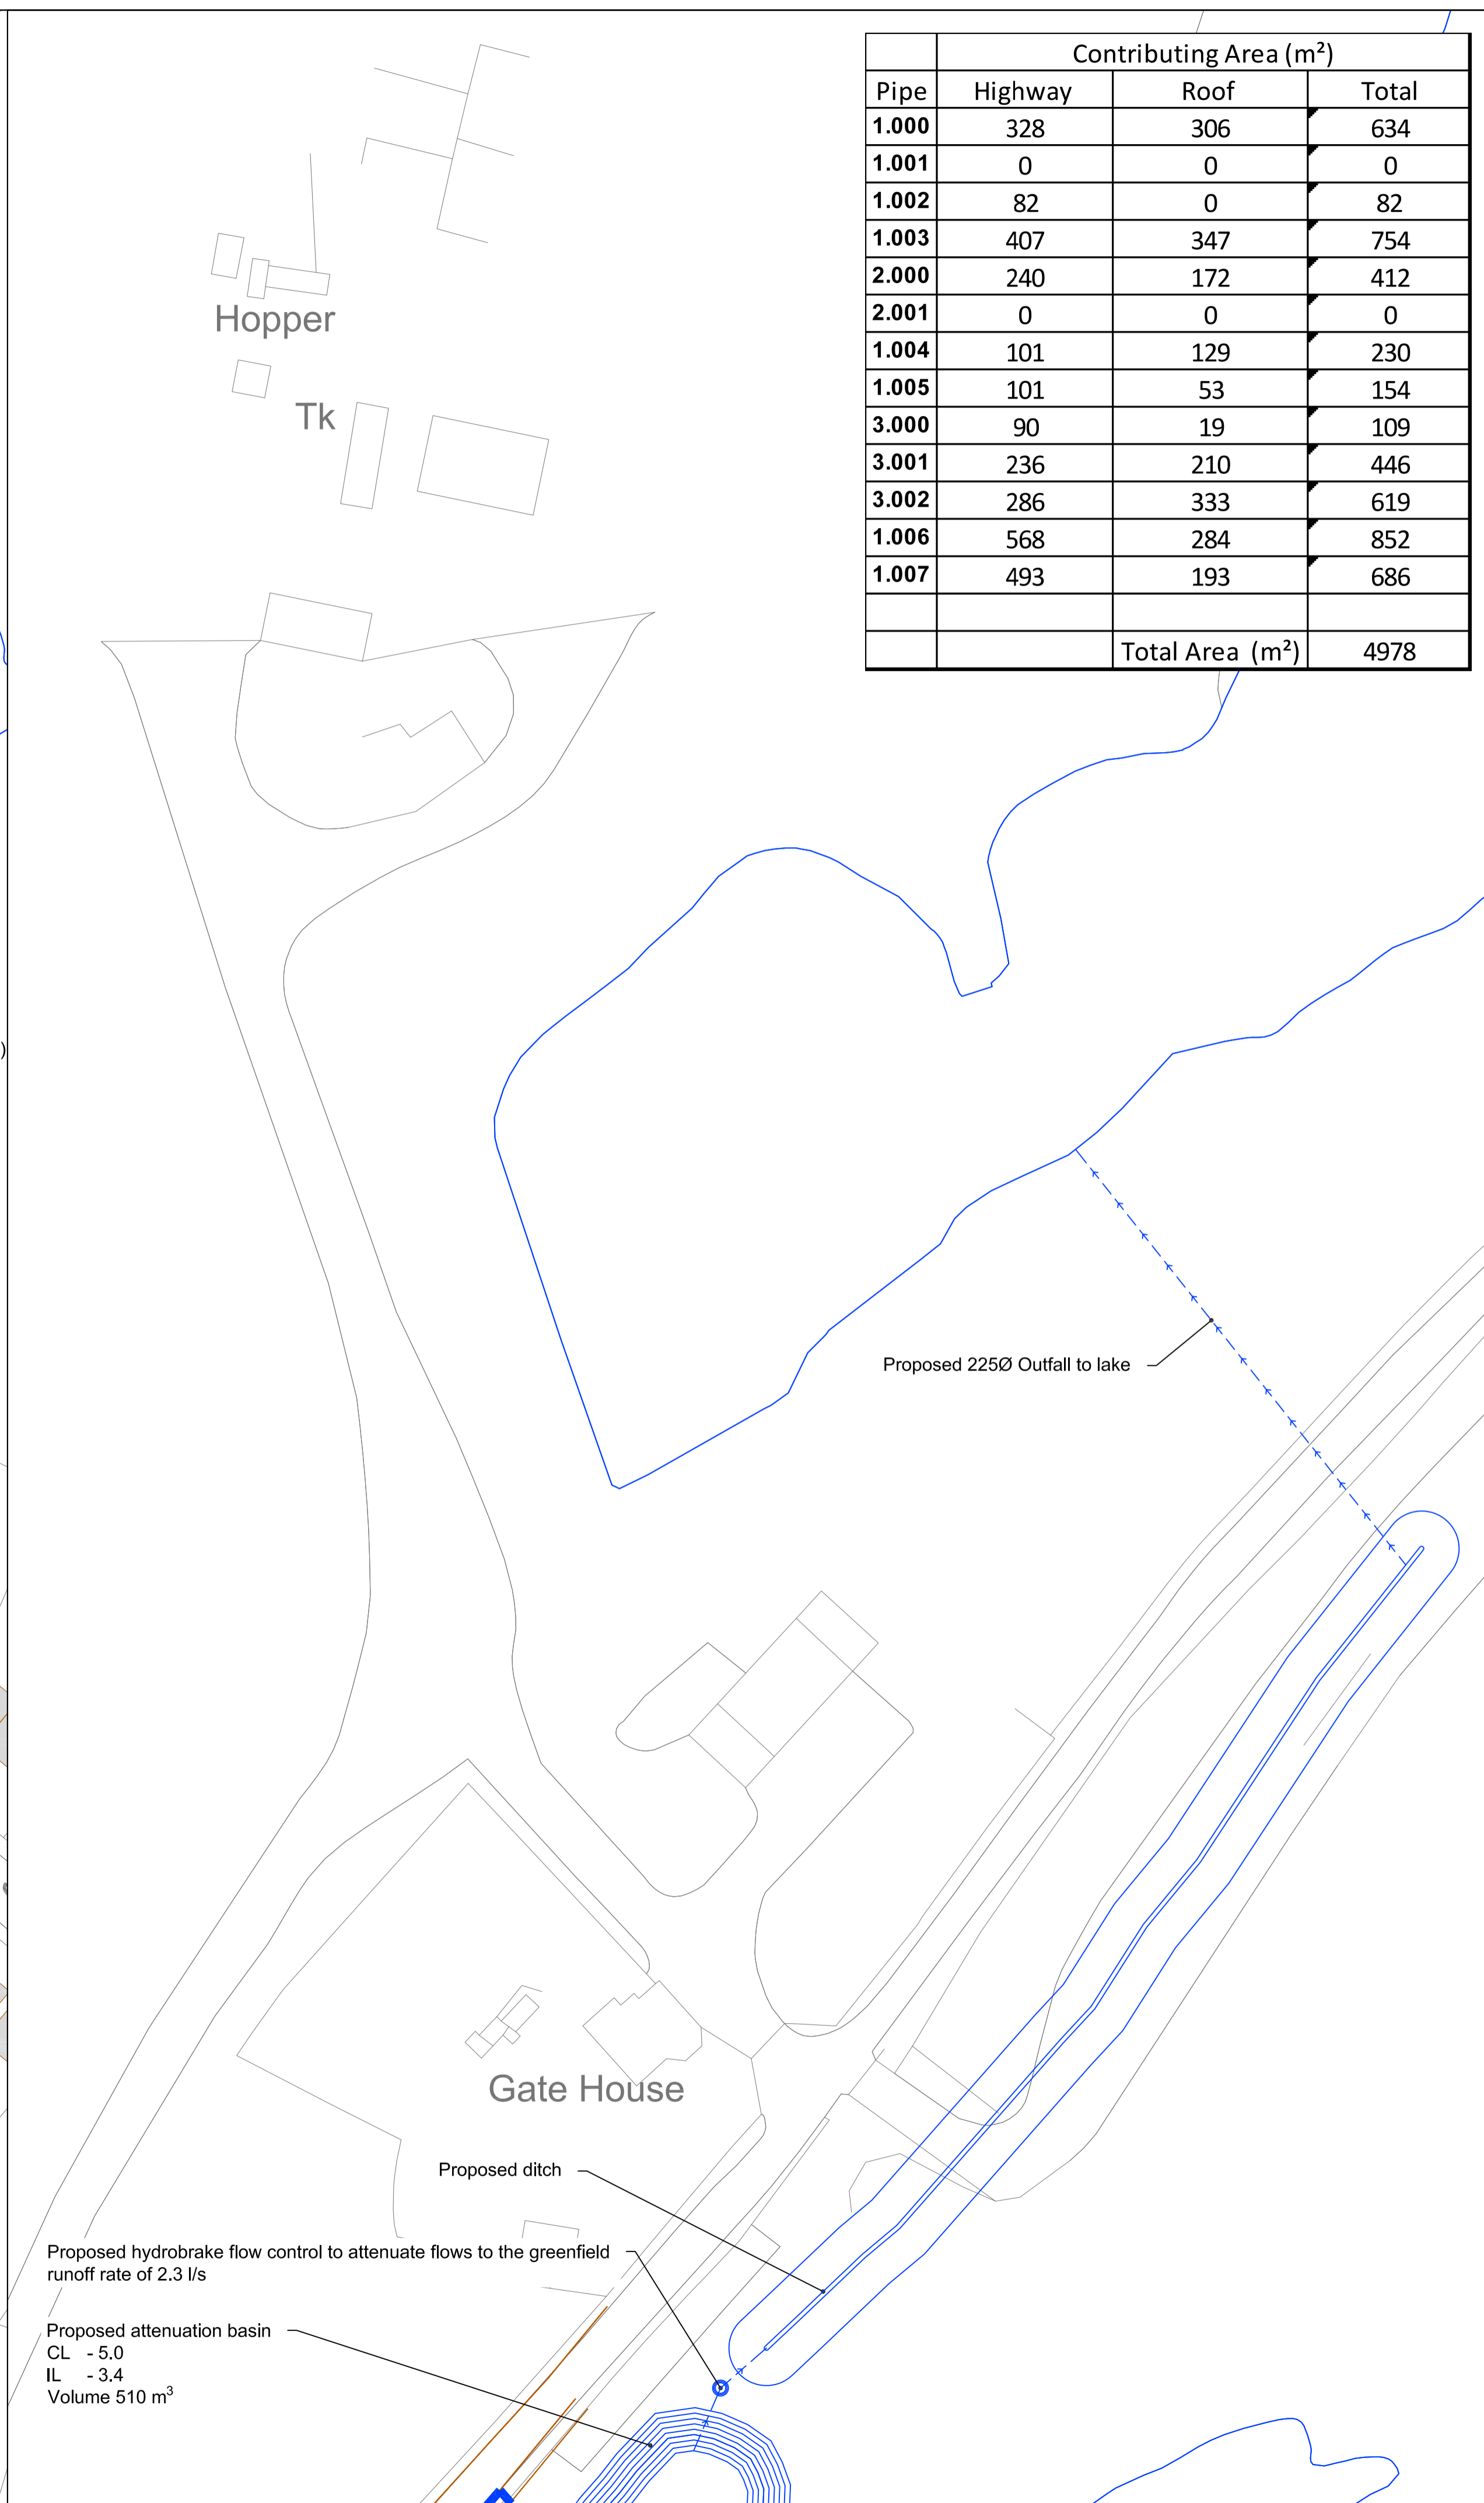 Contributing Area (m²)
Pipe Highway Roof Total
1.000 328 306 634
1.001 0 0 0
1.002 82 0 82
1.003 407 347 754
2.000 240 172 412
2.001 0 0 0
1.004 101 129 230
1.005 101 53 154
3.000 90 19 109
3.001 236 210 446
3.002 286 333 619
1.006 568 284 852
1.007 493 193 686
Total Area (m²) 4978
Hopper
Tk
)
Proposed 225Ø Outfall to lake
Gate House
Proposed ditch
Proposed hydrobrake flow control to attenuate flows to the greenfield
runoff rate of 2.3 l/s
Proposed attenuation basin
CL - 5.0
IL - 3.4
Volume 510 m³